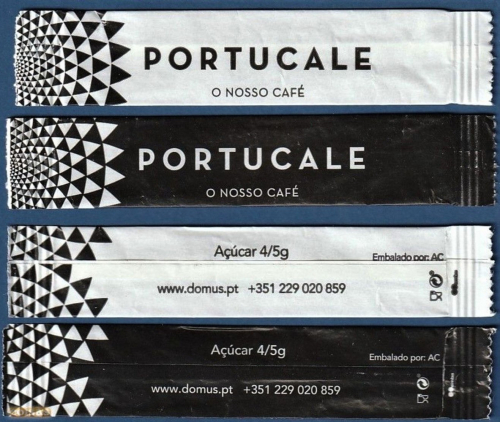 PORTUCALE
O NOSSO CAFÉ
PORTUCALE
O NOSSO CAFÉ
Açúcar 4/5g
Embalado por: AC
www.domus.pt +351 229 020 859
Açúcar 4/5g
Embalado por: AC
www.domus.pt +351 229 020 859